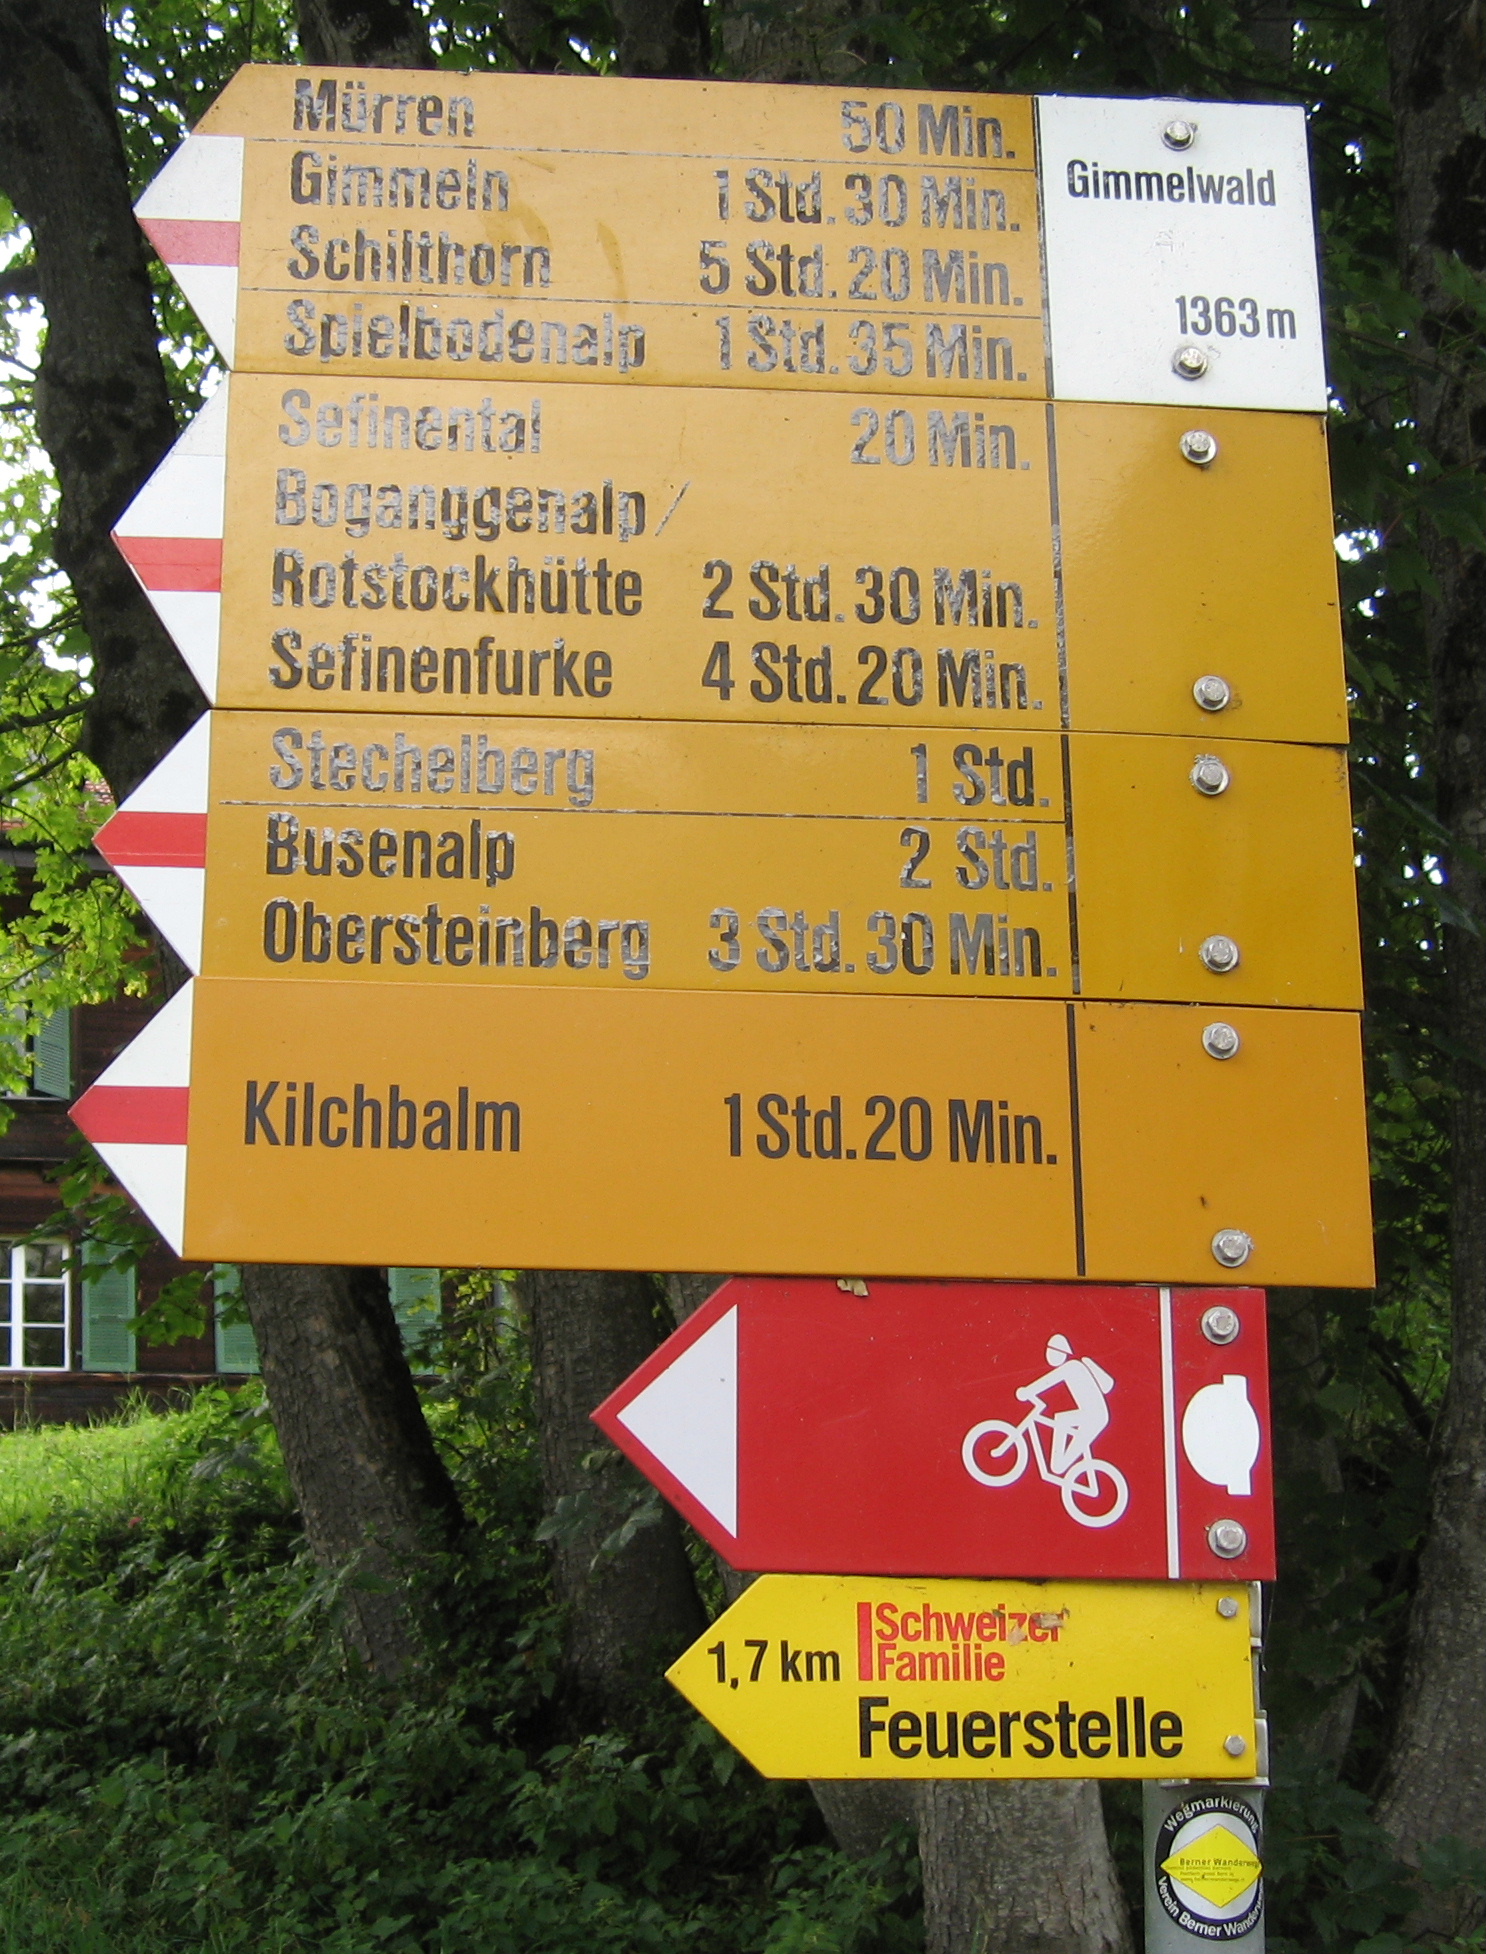 Mürren 50 Min.
Gimmeln 1 Std. 30 Min.
Schilthorn 5 Std. 20 Min.
Spielbodenalp 1 Std. 35 Min.
Gimmelwald
1363 m
Sefinental 20 Min.
Boganggenalp /
Rotstockhütte 2 Std. 30 Min.
Sefinenfurke 4 Std. 20 Min.
Stechelberg 1 Std.
Busenalp 2 Std.
Obersteinberg 3 Std. 30 Min.
Kilchbalm 1 Std. 20 Min.
1,7 km Schweizer
Familie
Feuerstelle
Wegmarkierung
Berner Wanderweg
Verein Berner